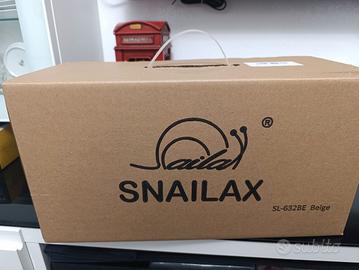 Snailax
®
SNAILAX
SL-632BE Beige
subito